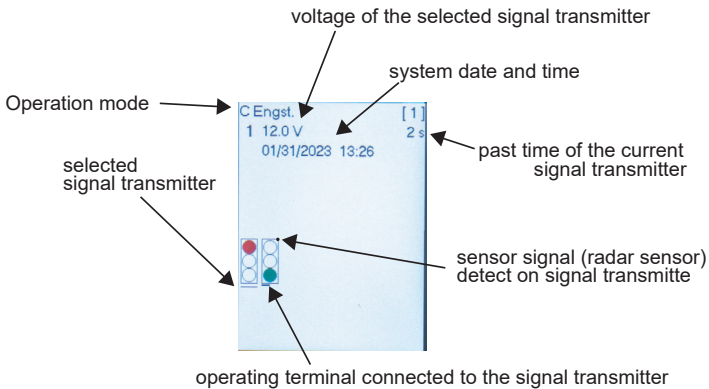 voltage of the selected signal transmitter
system date and time
Operation mode
C Engst. [ 1 ]
1 12.0 V 2 s
01/31/2023 13:26
past time of the current
signal transmitter
selected
signal transmitter
sensor signal (radar sensor)
detect on signal transmitte
operating terminal connected to the signal transmitter